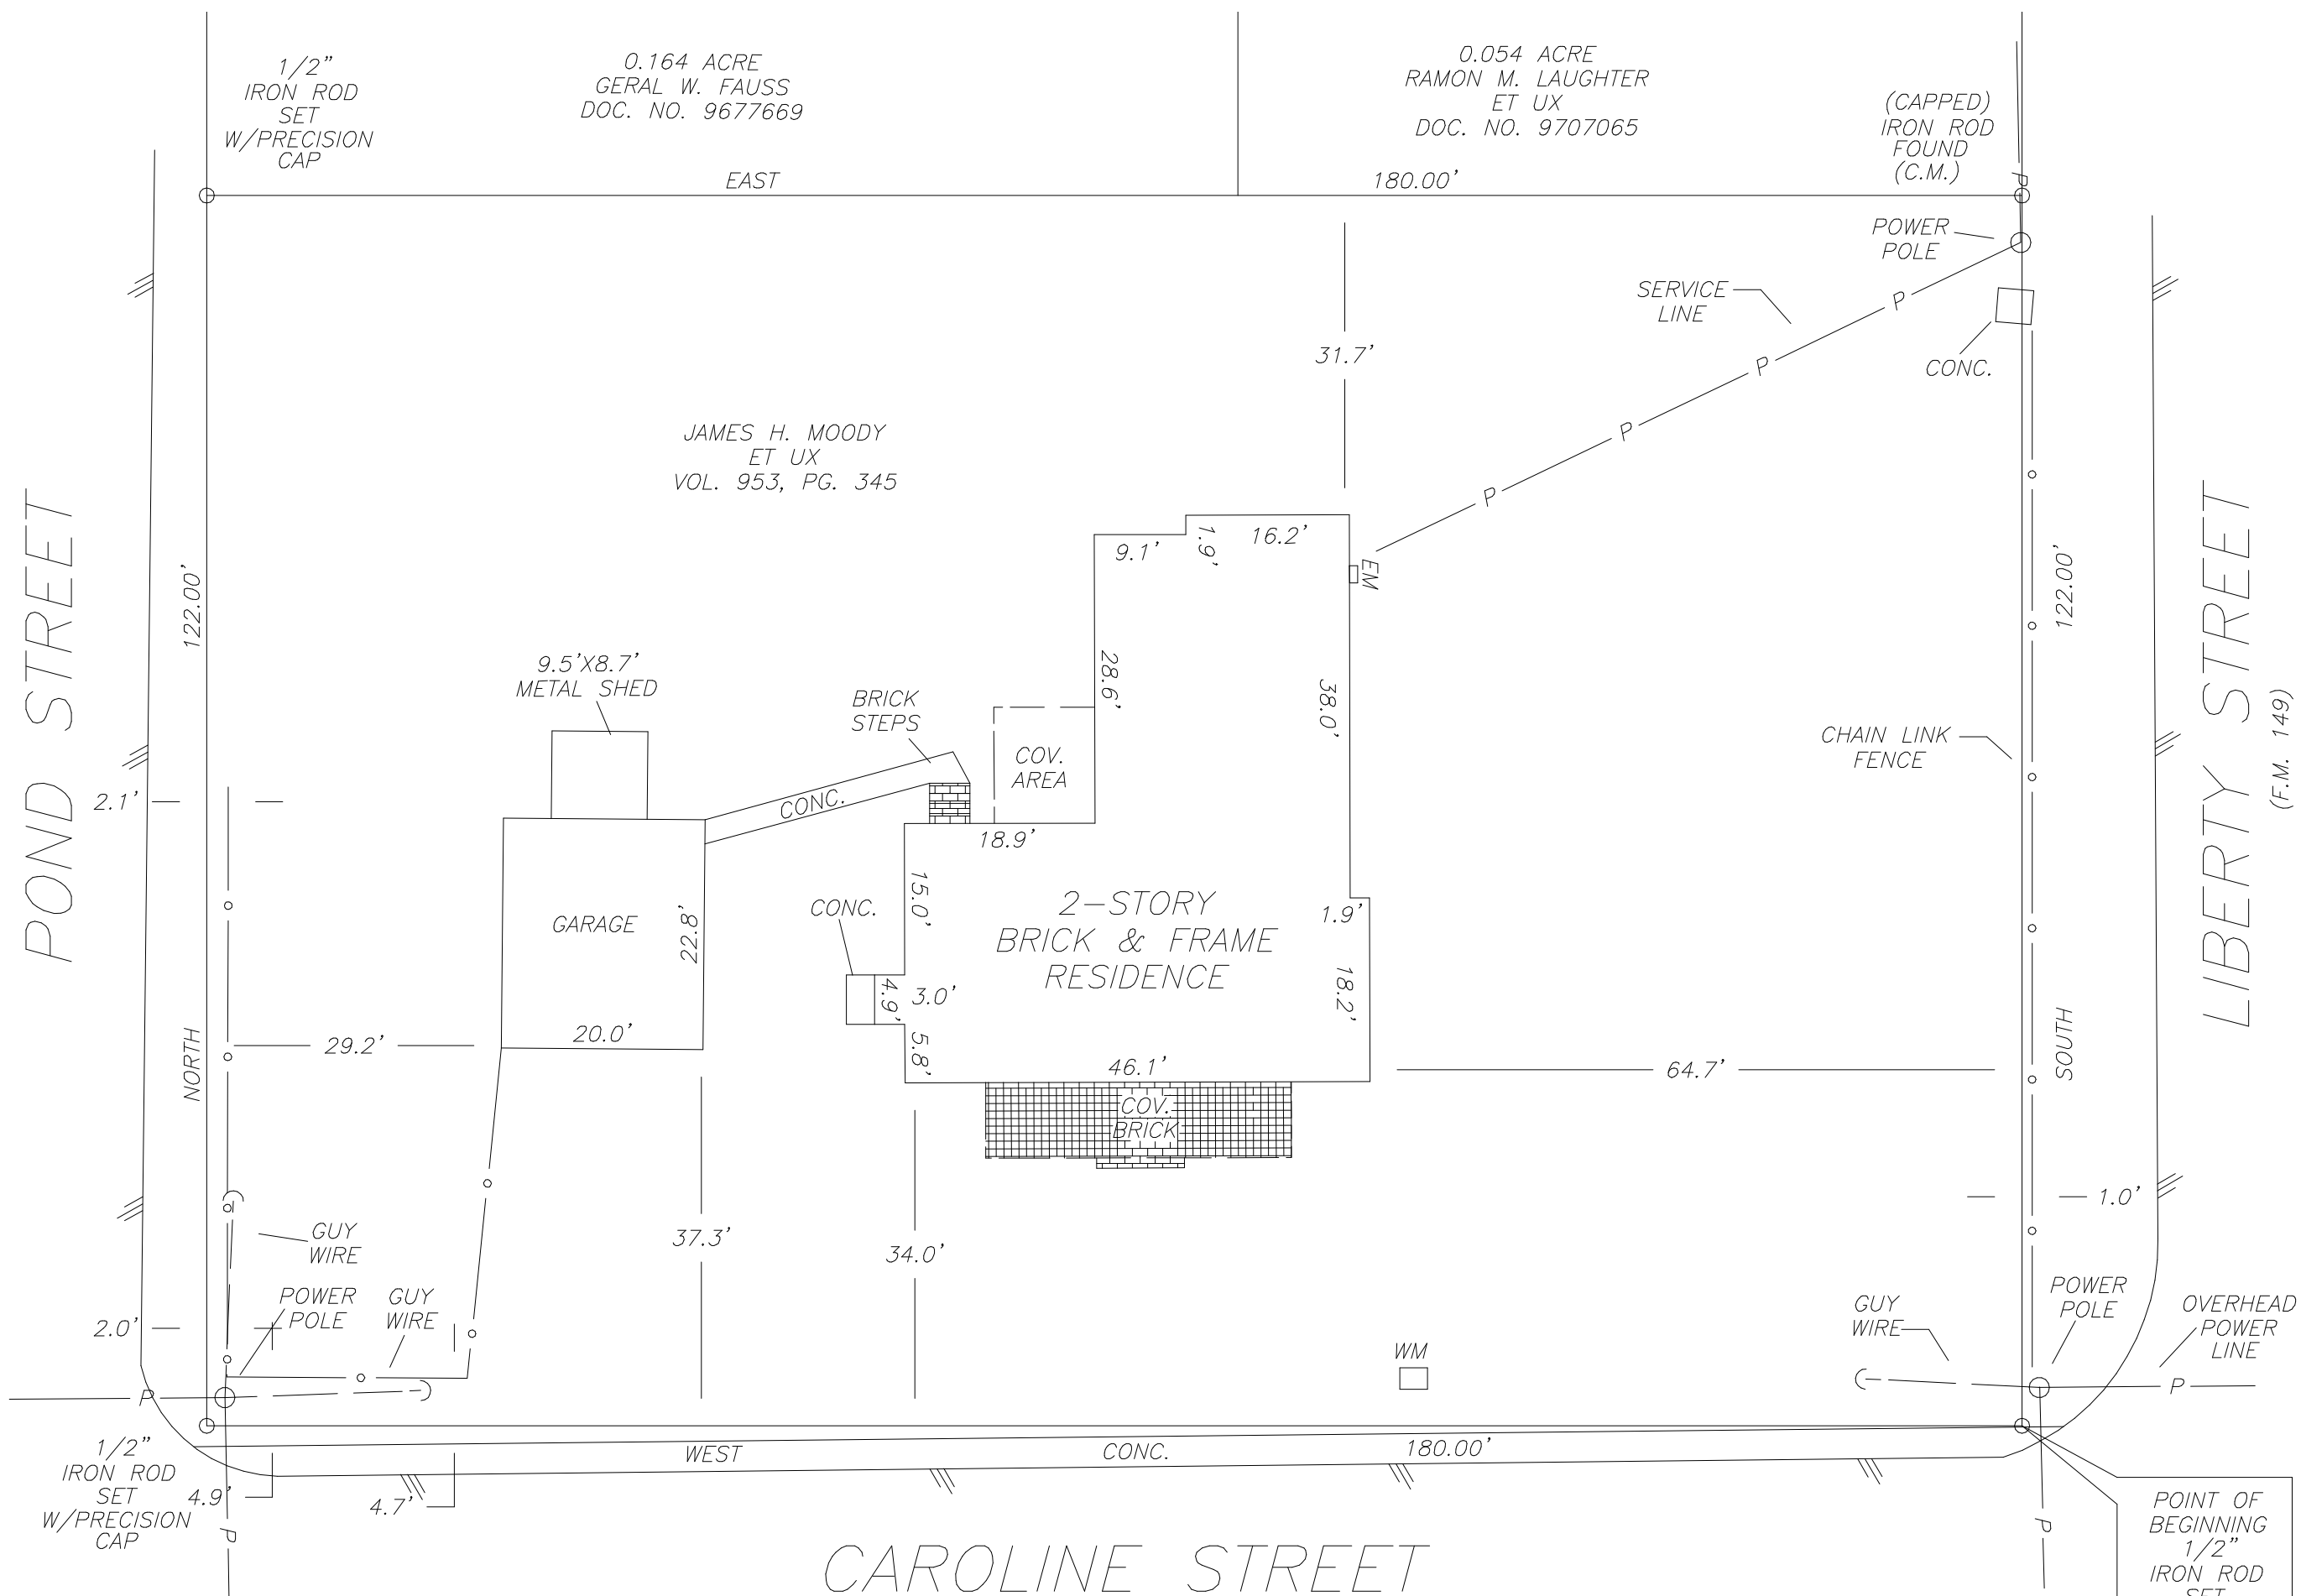 1/2"
IRON ROD
SET
W/PRECISION
CAP
0.164 ACRE
GERAL W. FAUSS
DOC. NO. 9677669
0.054 ACRE
RAMON M. LAUGHTER
ET UX
DOC. NO. 9707065
(CAPPED)
IRON ROD
FOUND
(C.M.)
EAST
180.00'
P
POWER
POLE
SERVICE
LINE
P
P
P
P
CONC.
31.7'
JAMES H. MOODY
ET UX
VOL. 953, PG. 345
POND STREET
122.00'
NORTH
LIBERTY STREET
(F.M. 149)
122.00'
SOUTH
9.1'
1.9'
16.2'
EM
28.6'
38.0'
9.5'X8.7'
METAL SHED
BRICK
STEPS
COV.
AREA
CONC.
18.9'
CHAIN LINK
FENCE
2.1'
GARAGE
22.8'
20.0'
29.2'
CONC.
15.0'
4.9'
3.0'
5.8'
2-STORY
BRICK & FRAME
RESIDENCE
1.9'
18.2'
46.1'
64.7'
COV.
BRICK
37.3'
34.0'
1.0'
GUY
WIRE
POWER
POLE
GUY
WIRE
2.0'
WM
GUY
WIRE
POWER
POLE
OVERHEAD
POWER
LINE
P
P
P
P
1/2"
IRON ROD
SET
W/PRECISION
CAP
4.9'
4.7'
WEST
CONC.
180.00'
CAROLINE STREET
POINT OF
BEGINNING
1/2"
IRON ROD
SET